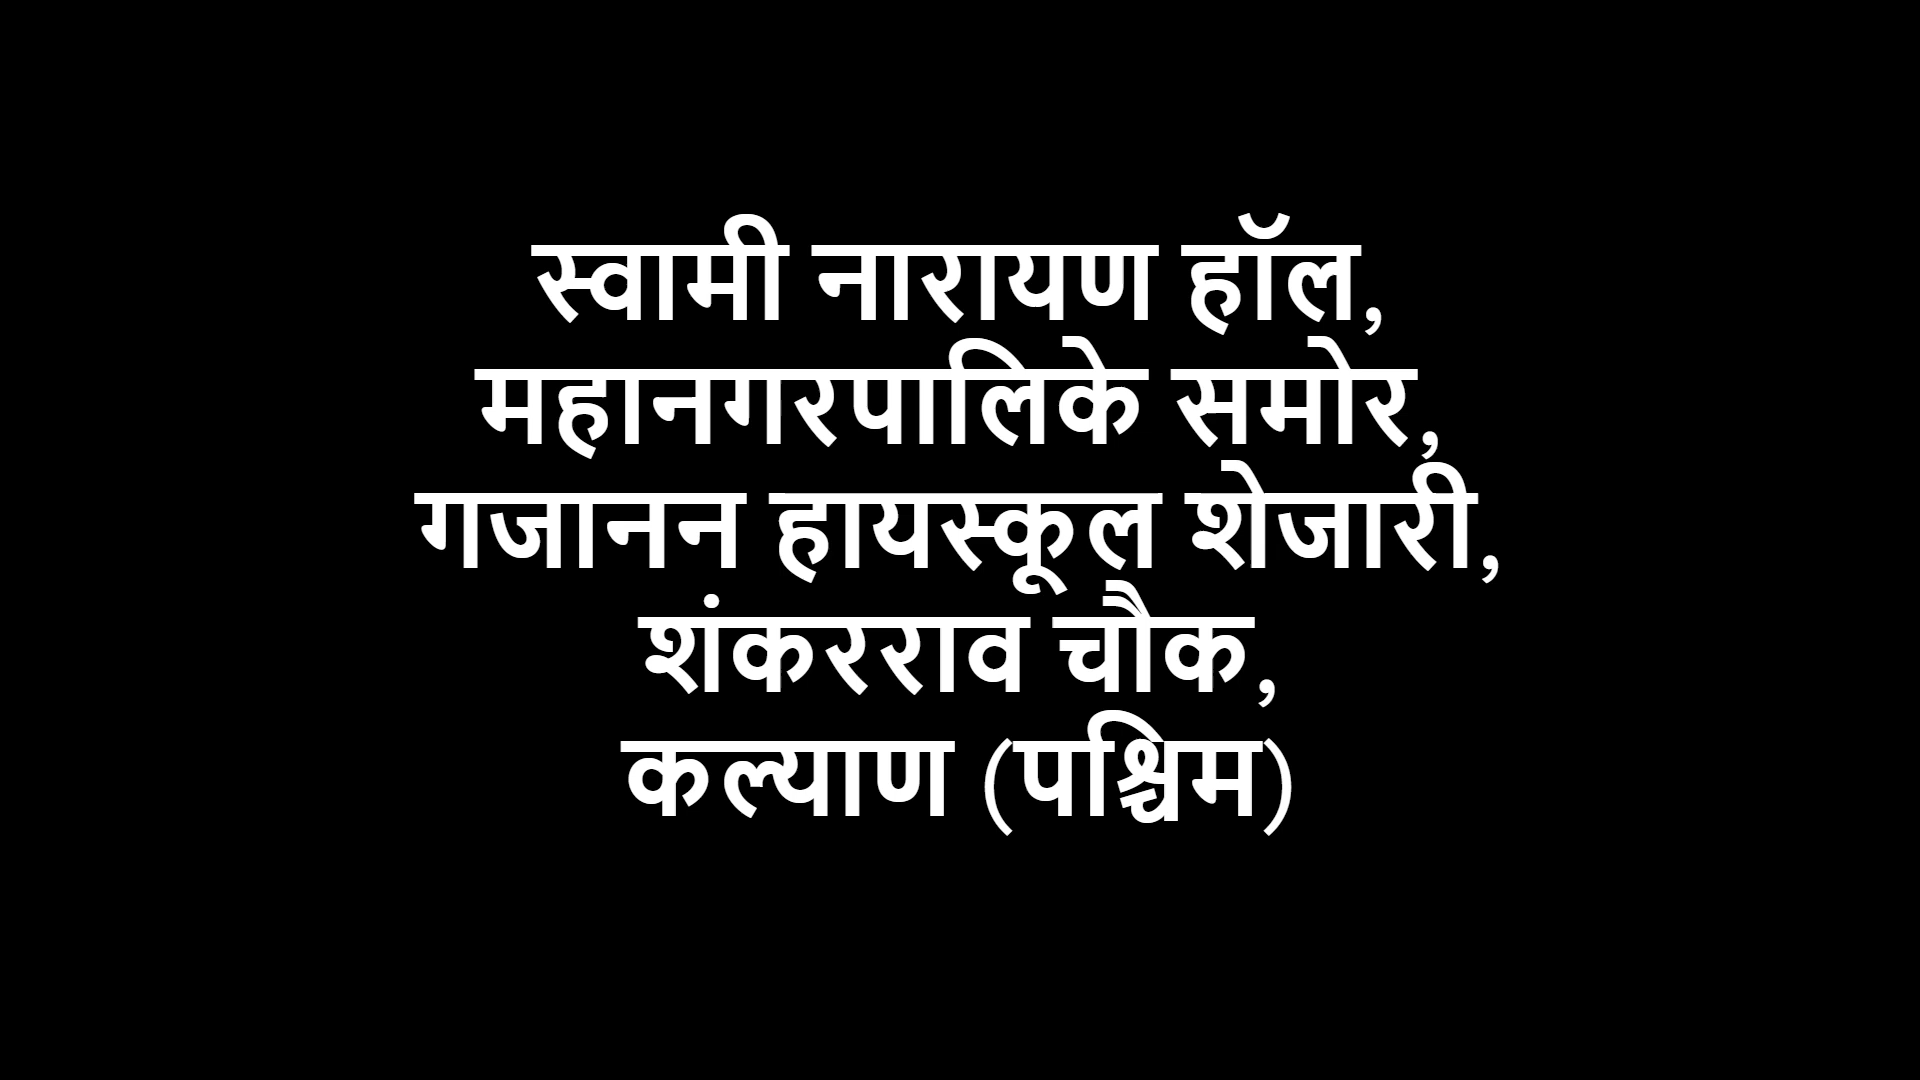 स्वामी नारायण हॉल,
महानगरपालिके समोर,
गजानन हायस्कूल शेजारी,
शंकरराव चौक,
कल्याण (पश्चिम)